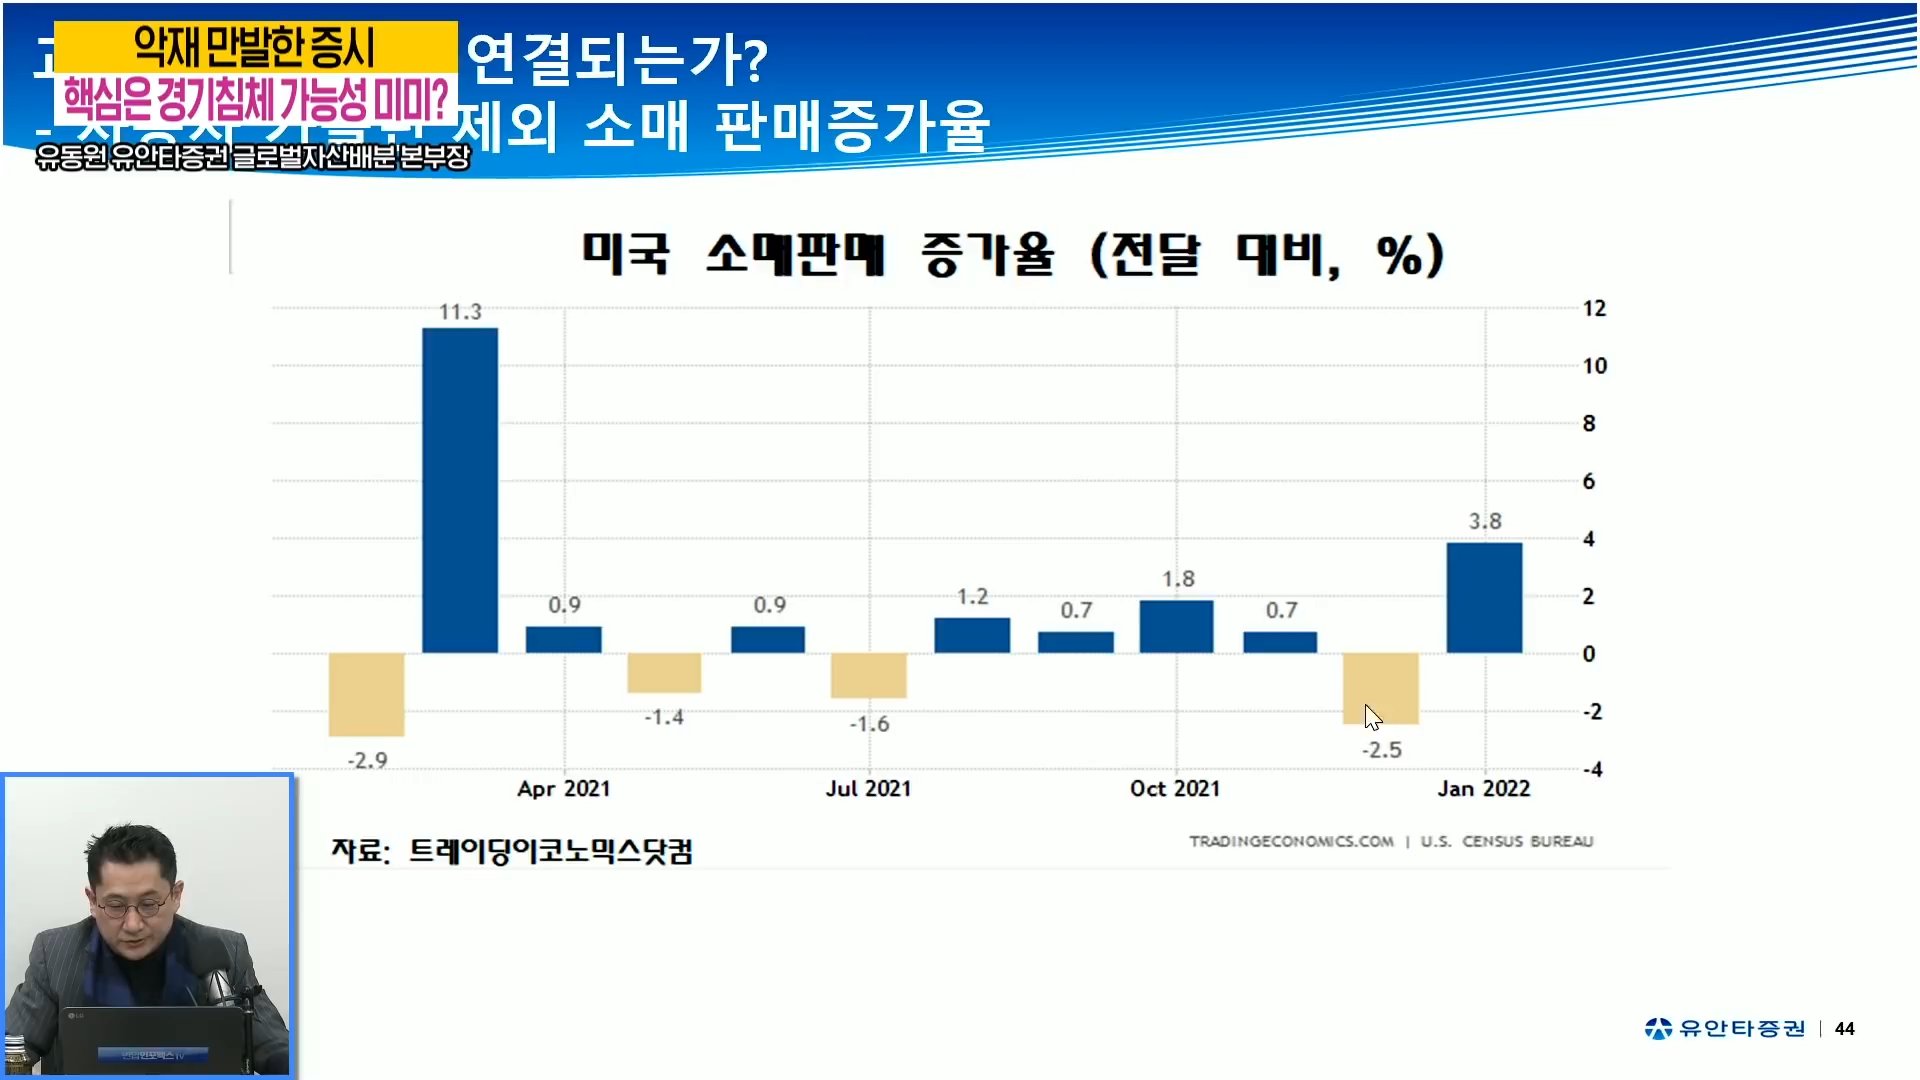 악재 만발한 증시
핵심은 경기침체 가능성 미미?
유동원 유안타증권 글로벌자산배분 본부장
연결되는가?
제외 소매 판매증가율
미국 소매판매 증가율 (전달 대비, %)
12
10
8
6
4
2
0
-2
-4
-2.9
11.3
0.9
-1.4
0.9
-1.6
1.2
0.7
1.8
0.7
-2.5
3.8
Apr 2021
Jul 2021
Oct 2021
Jan 2022
자료: 트레이딩이코노믹스닷컴
TRADINGECONOMICS.COM | U.S. CENSUS BUREAU
LG
유안타증권 | 44